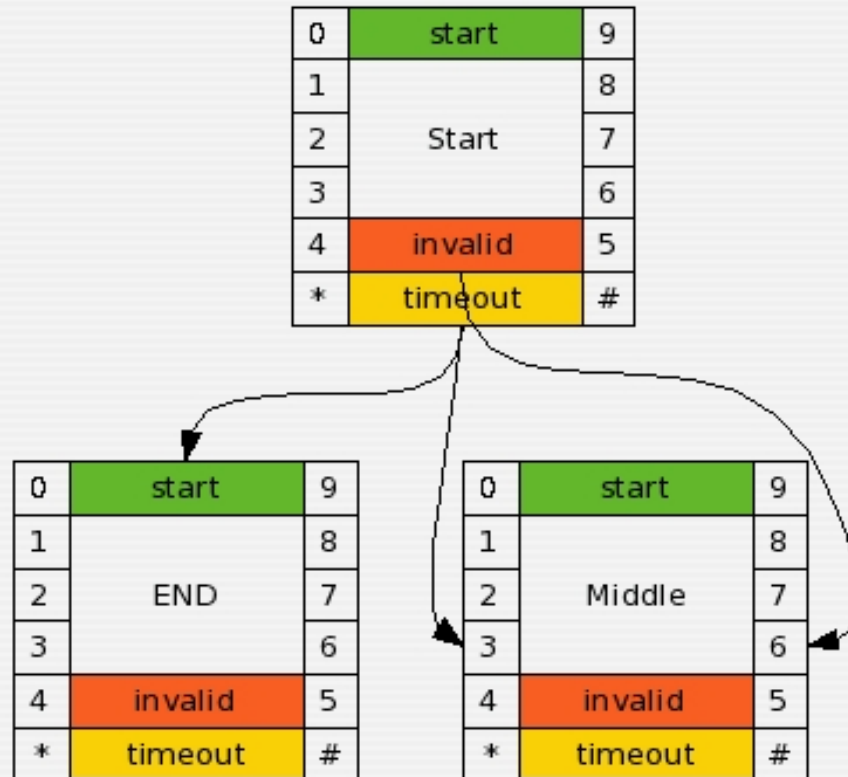 0 start 9
1 8
Start
2 7
3 6
4 invalid 5
* timeout #
0 start 9
1 8
2 END 7
3 6
4 invalid 5
* timeout #
0 start 9
1 8
2 Middle 7
3 6
4 invalid 5
* timeout #